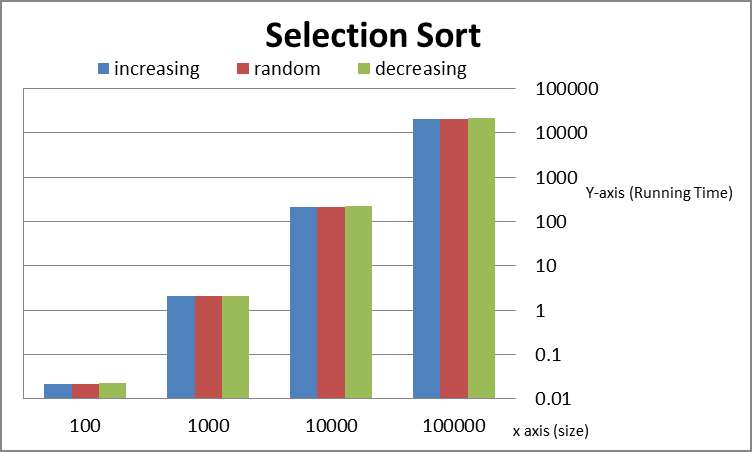 Selection Sort
increasing random decreasing
100000
10000
1000
Y-axis (Running Time)
100
10
1
0.1
0.01
100 1000 10000 100000 x axis (size)